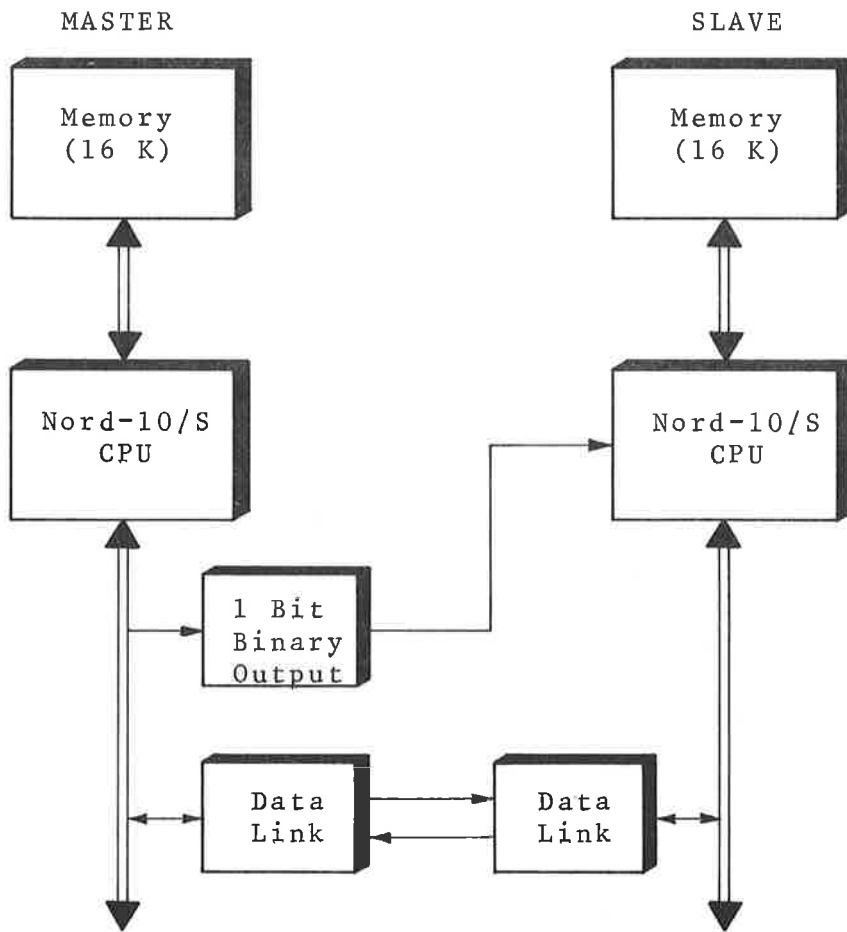 MASTER
SLAVE
Memory
(16 K)
Memory
(16 K)
Nord-10/S
CPU
Nord-10/S
CPU
1 Bit
Binary
Output
Data
Link
Data
Link